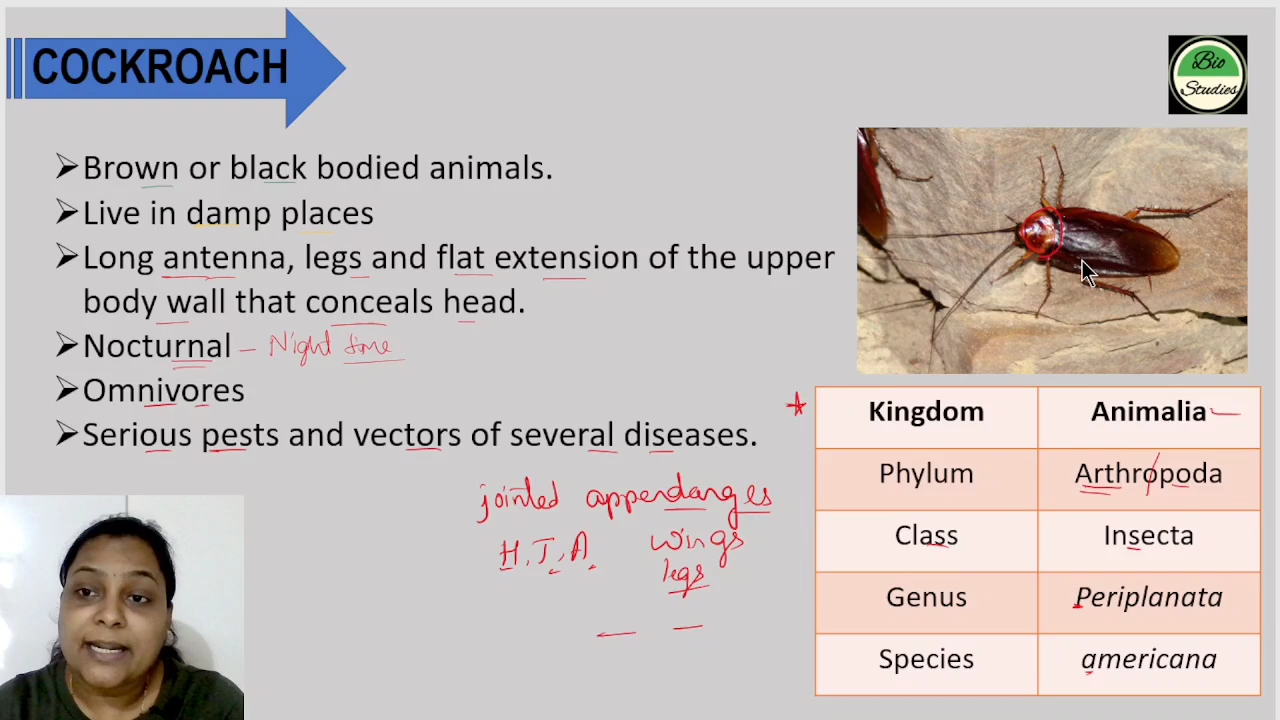 COCKROACH
Bio
Studies
➢Brown or black bodied animals.
➢Live in damp places
➢Long antenna, legs and flat extension of the upper
body wall that conceals head.
➢Nocturnal – Night time
➢Omnivores
➢Serious pests and vectors of several diseases.
jointed appendanges
H, T, A wings
legs
Kingdom Animalia
Phylum Arthropoda
Class Insecta
Genus Periplanata
Species americana